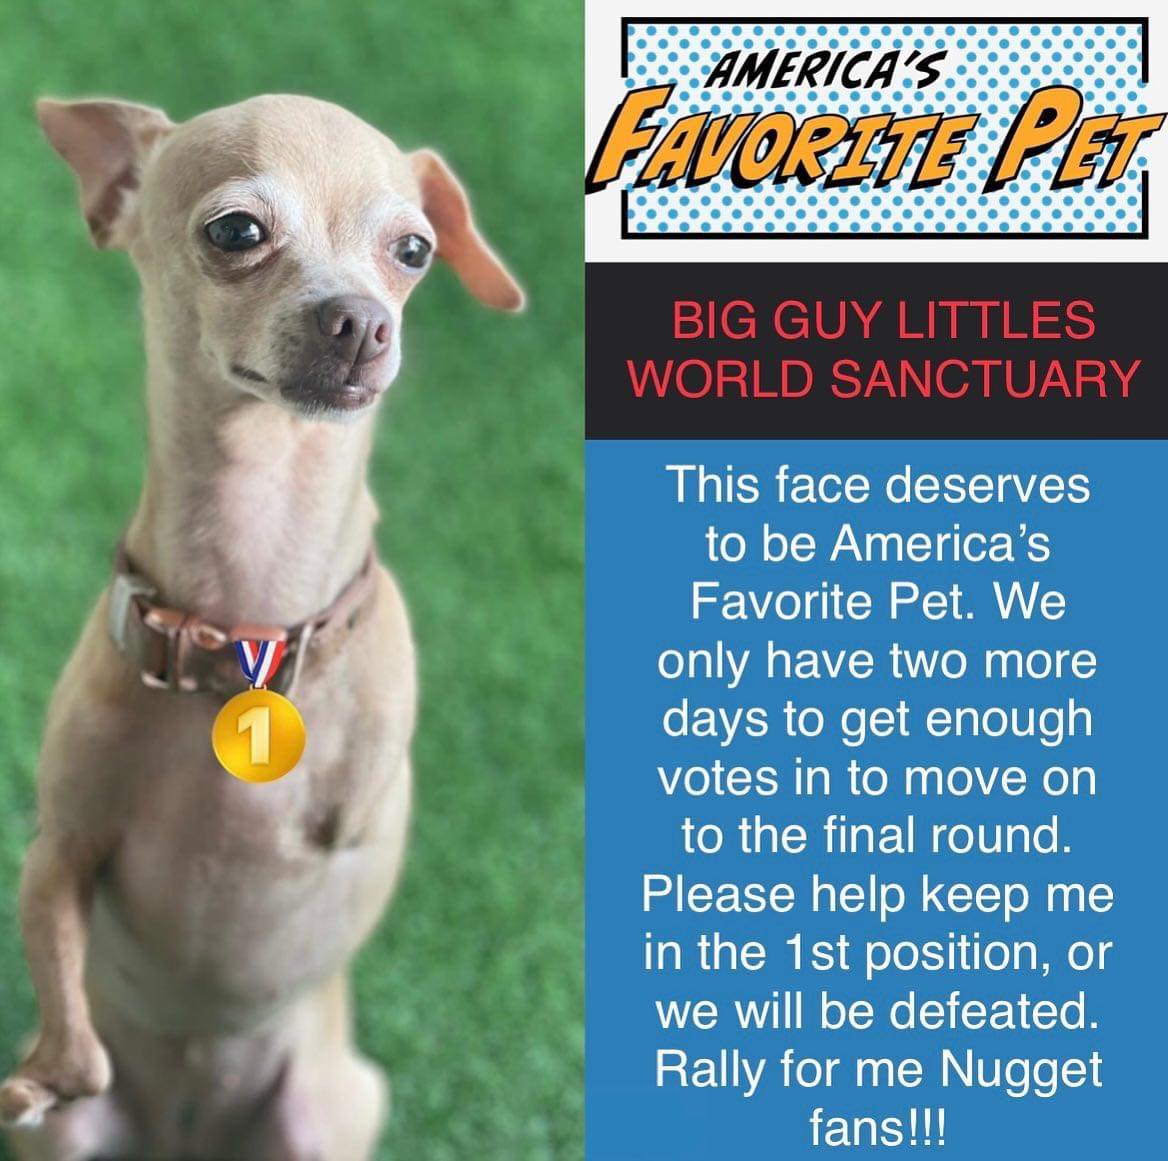 1
AMERICA'S
FAVORITE PET
BIG GUY LITTLES
WORLD SANCTUARY
This face deserves
to be America’s
Favorite Pet. We
only have two more
days to get enough
votes in to move on
to the final round.
Please help keep me
in the 1st position, or
we will be defeated.
Rally for me Nugget
fans!!!